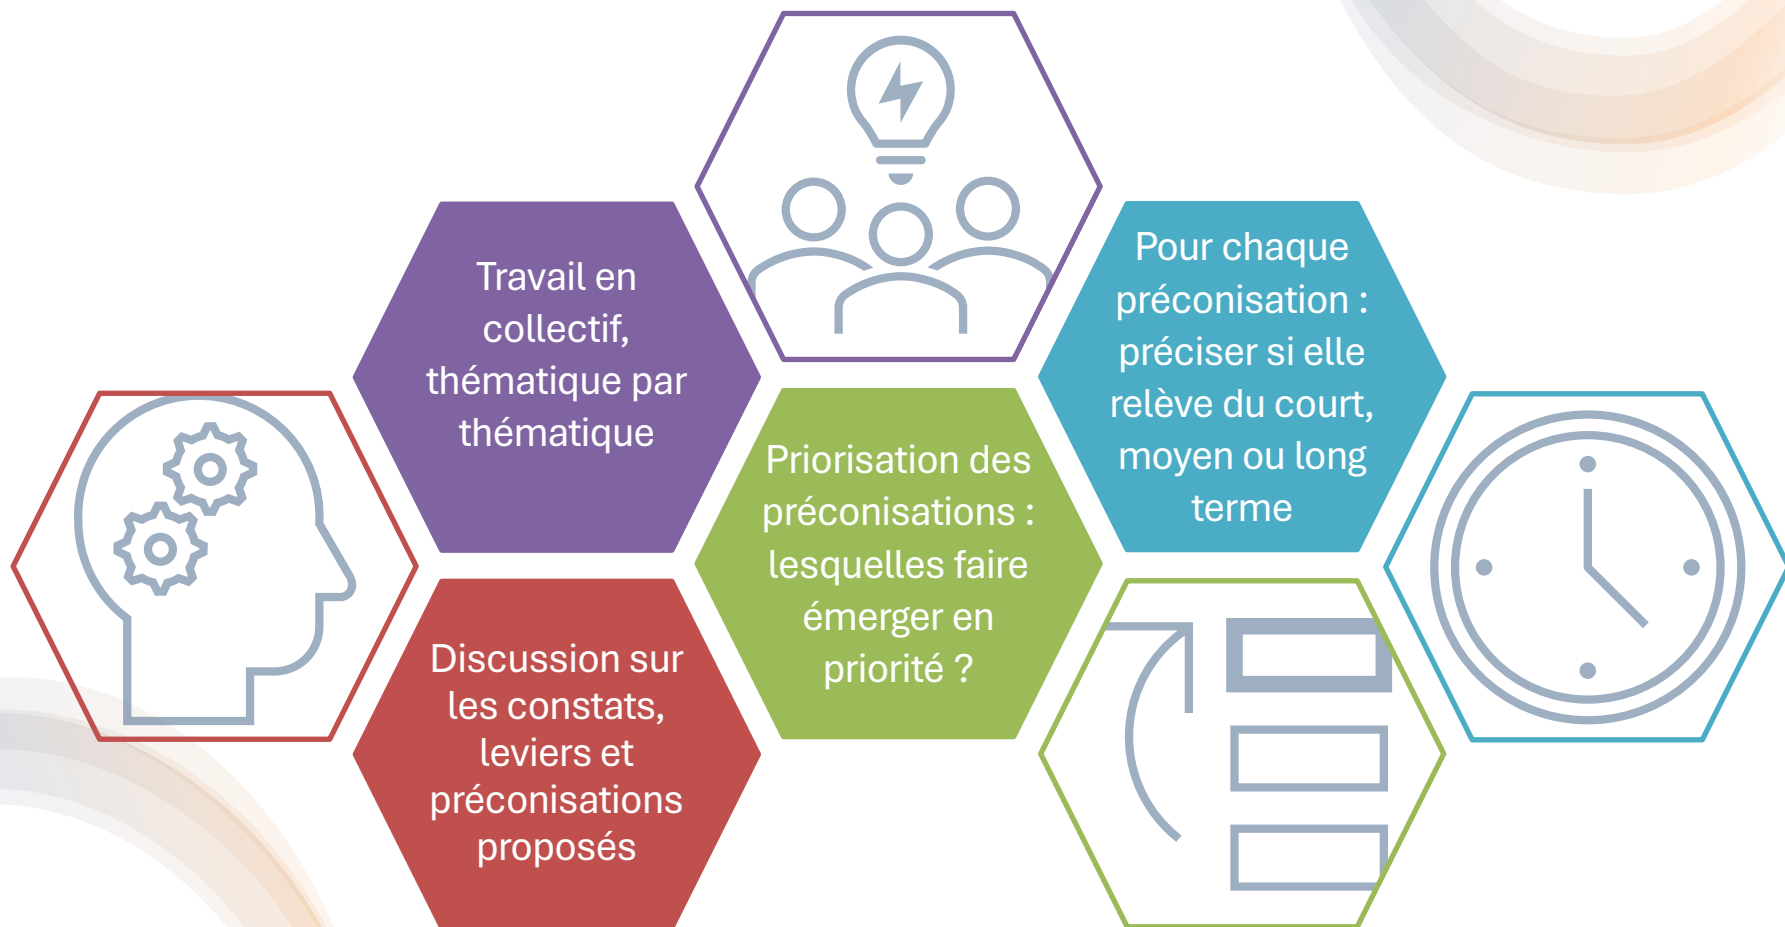 Travail en
collectif,
thématique par
thématique
Discussion sur
les constats,
leviers et
préconisations
proposés
Priorisation des
préconisations :
lesquelles faire
émerger en
priorité ?
Pour chaque
préconisation :
préciser si elle
relève du court,
moyen ou long
terme